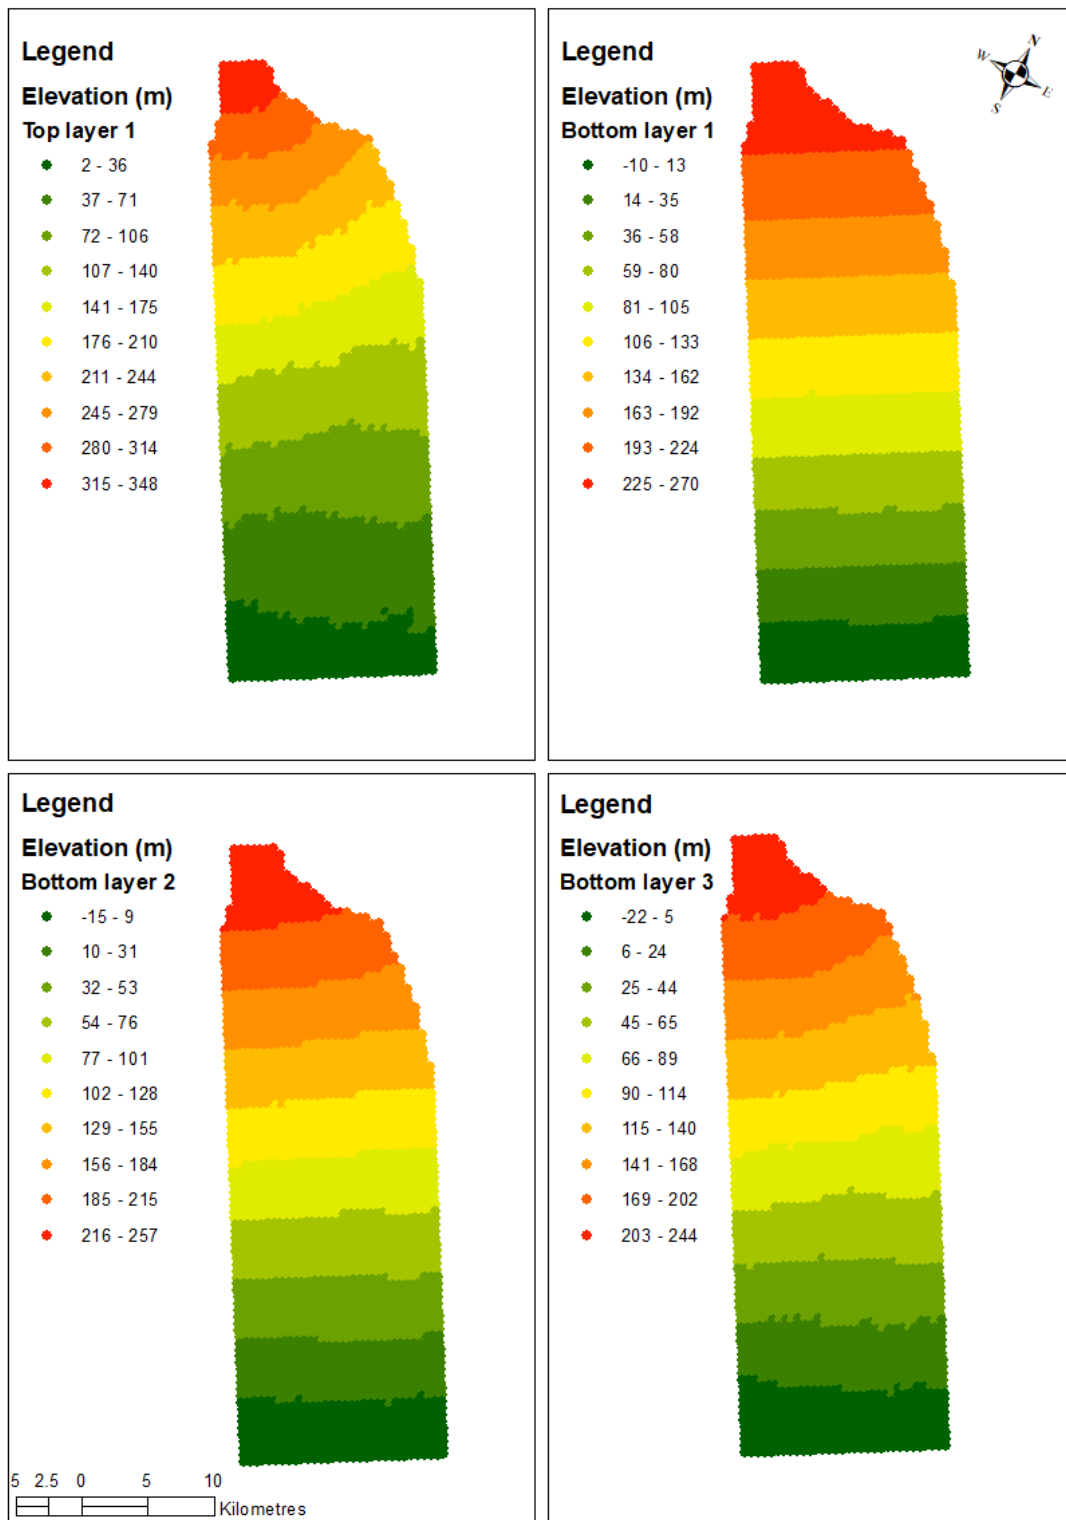 Legend
Elevation (m)
Top layer 1
2 - 36
37 - 71
72 - 106
107 - 140
141 - 175
176 - 210
211 - 244
245 - 279
280 - 314
315 - 348
Legend
Elevation (m)
Bottom layer 1
-10 - 13
14 - 35
36 - 58
59 - 80
81 - 105
106 - 133
134 - 162
163 - 192
193 - 224
225 - 270
N
W
E
S
Legend
Elevation (m)
Bottom layer 2
-15 - 9
10 - 31
32 - 53
54 - 76
77 - 101
102 - 128
129 - 155
156 - 184
185 - 215
216 - 257
5 2.5 0 5 10
Kilometres
Legend
Elevation (m)
Bottom layer 3
-22 - 5
6 - 24
25 - 44
45 - 65
66 - 89
90 - 114
115 - 140
141 - 168
169 - 202
203 - 244